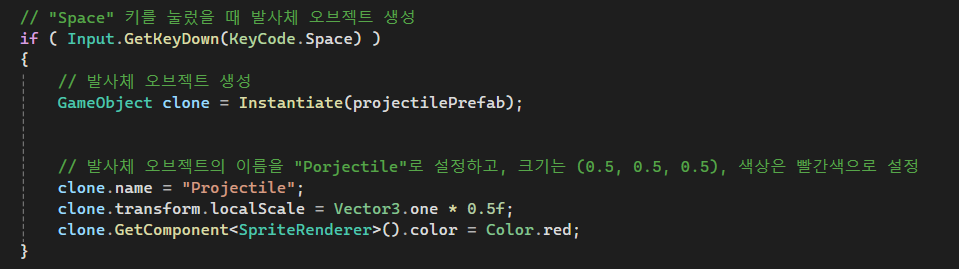 // "Space" 키를 눌렀을 때 발사체 오브젝트 생성
if ( Input.GetKeyDown(KeyCode.Space) )
{
    // 발사체 오브젝트 생성
    GameObject clone = Instantiate(projectilePrefab);
    // 발사체 오브젝트의 이름을 "Porjectile"로 설정하고, 크기는 (0.5, 0.5, 0.5), 색상은 빨간색으로 설정
    clone.name = "Projectile";
    clone.transform.localScale = Vector3.one * 0.5f;
    clone.GetComponent<SpriteRenderer>().color = Color.red;
}